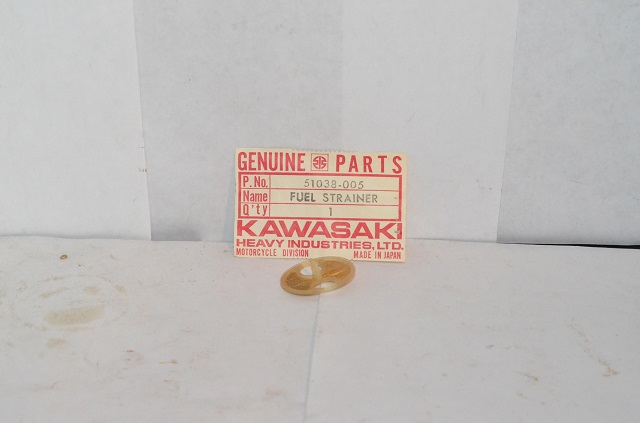 GENUINE PARTS
P.No. 51038-005
Name FUEL STRAINER
Q'ty 1
KAWASAKI
HEAVY INDUSTRIES, LTD.
MOTORCYCLE DIVISION MADE IN JAPAN